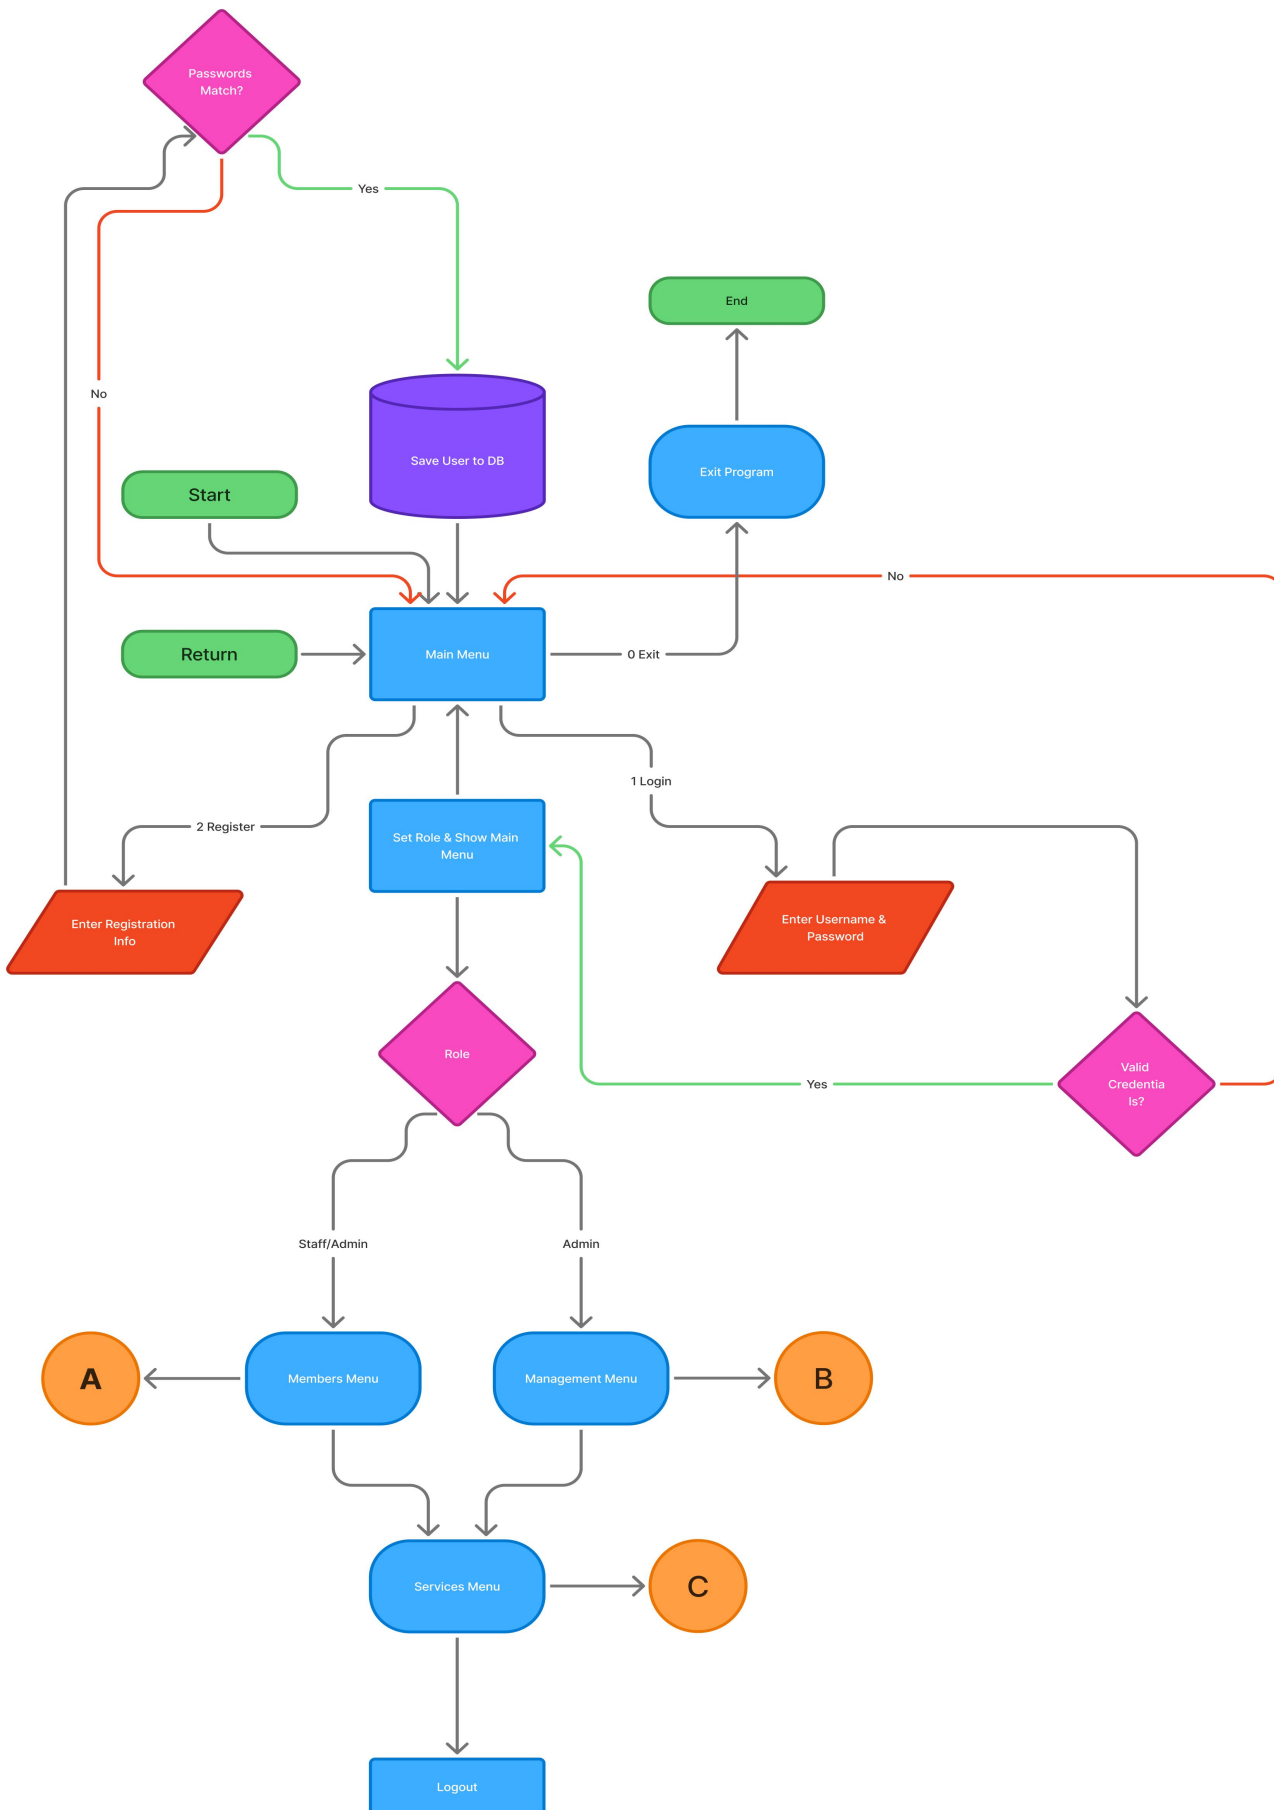 Passwords
Match?
Yes
End
No
Save User to DB
Exit Program
Start
No
Return
Main Menu
0 Exit
1 Login
2 Register
Set Role & Show Main
Menu
Enter Registration
Info
Enter Username &
Password
Role
Valid
Credentia
ls?
Yes
Staff/Admin
Admin
A
Members Menu
Management Menu
B
Services Menu
C
Logout